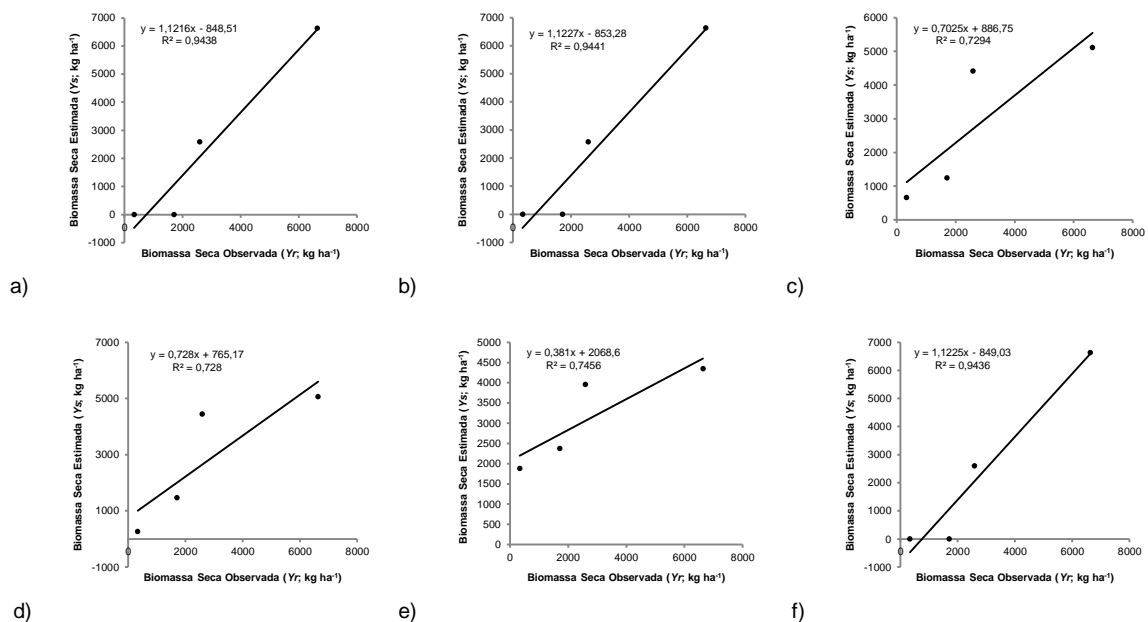 y = 1,1216x - 848,51
R² = 0,9438
Biomassa Seca Estimada (Ys; kg ha⁻¹)
7000
6000
5000
4000
3000
2000
1000
0
-1000
0 2000 4000 6000 8000
Biomassa Seca Observada (Yr; kg ha⁻¹)
a)
y = 1,1227x - 853,28
R² = 0,9441
Biomassa Seca Estimada (Ys; kg ha⁻¹)
7000
6000
5000
4000
3000
2000
1000
0
-1000
0 2000 4000 6000 8000
Biomassa Seca Observada (Yr; kg ha⁻¹)
b)
y = 0,7025x + 886,75
R² = 0,7294
Biomassa Seca Estimada (Ys; kg ha⁻¹)
6000
5000
4000
3000
2000
1000
0
0 2000 4000 6000 8000
Biomassa Seca Observada (Yr; kg ha⁻¹)
c)
y = 0,728x + 765,17
R² = 0,728
Biomassa Seca Estimada (Ys; kg ha⁻¹)
7000
5000
3000
1000
-1000
0 2000 4000 6000 8000
Biomassa Seca Observada (Yr; kg ha⁻¹)
d)
y = 0,381x + 2068,6
R² = 0,7456
Biomassa Seca Estimada (Ys; kg ha⁻¹)
5000
4500
4000
3500
3000
2500
2000
1500
1000
500
0
0 2000 4000 6000 8000
Biomassa Seca Observada (Yr; kg ha⁻¹)
e)
y = 1,1225x - 849,03
R² = 0,9436
Biomassa Seca Estimada (Ys; kg ha⁻¹)
7000
6000
5000
4000
3000
2000
1000
0
-1000
0 2000 4000 6000 8000
Biomassa Seca Observada (Yr; kg ha⁻¹)
f)